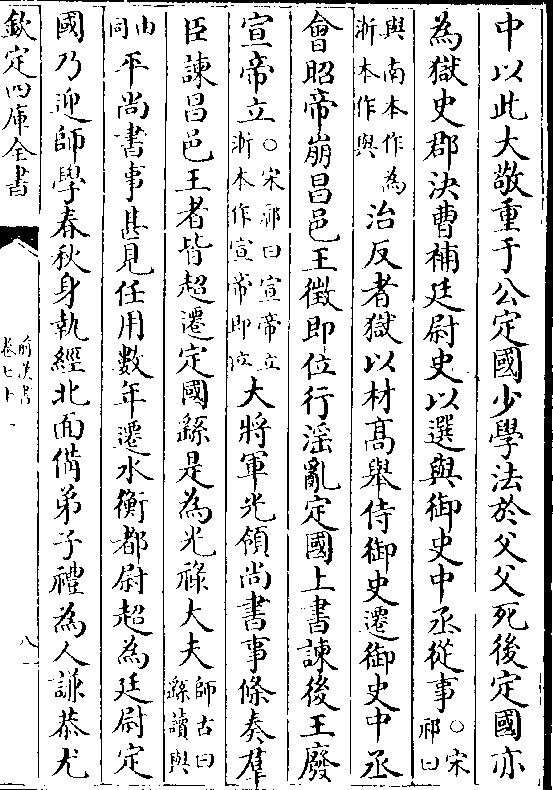 中以此大敬重于公定國少學法於父父死後定國亦
為獄史郡決曹補廷尉史以選與御史中丞從事○宋祁曰
與南本作為浙本作與治反者獄以材髙舉侍御史遷御史中丞
會昭帝崩昌邑王徵即位行淫亂定國上書諫後王廢
宣帝立○宋祁曰宣帝立浙本作宣帝即位大將軍光領尚書事條奏羣
臣諫昌邑王者皆超遷定國繇是為光祿大夫師古曰繇讀與
由同平尚書事甚見任用數年遷水衡都尉超為廷尉定
國乃迎師學春秋身執經北面備弟子禮為人謙恭尤
欽定四庫全書
前漢書
卷七十一
八